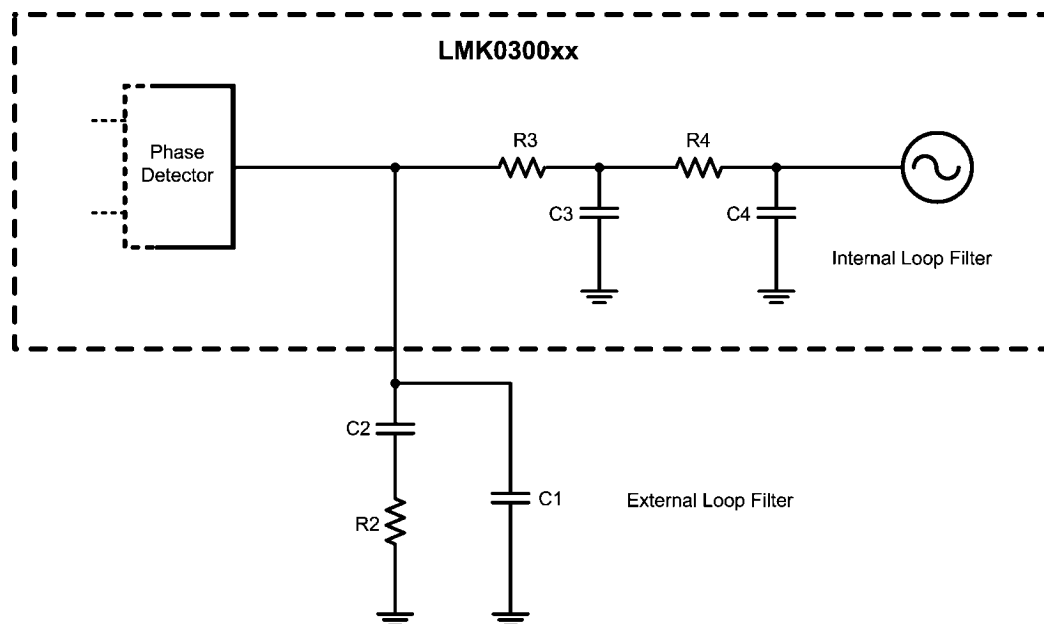 LMK0300xx
Phase
Detector
R3
R4
C3
C4
Internal Loop Filter
C2
R2
C1
External Loop Filter